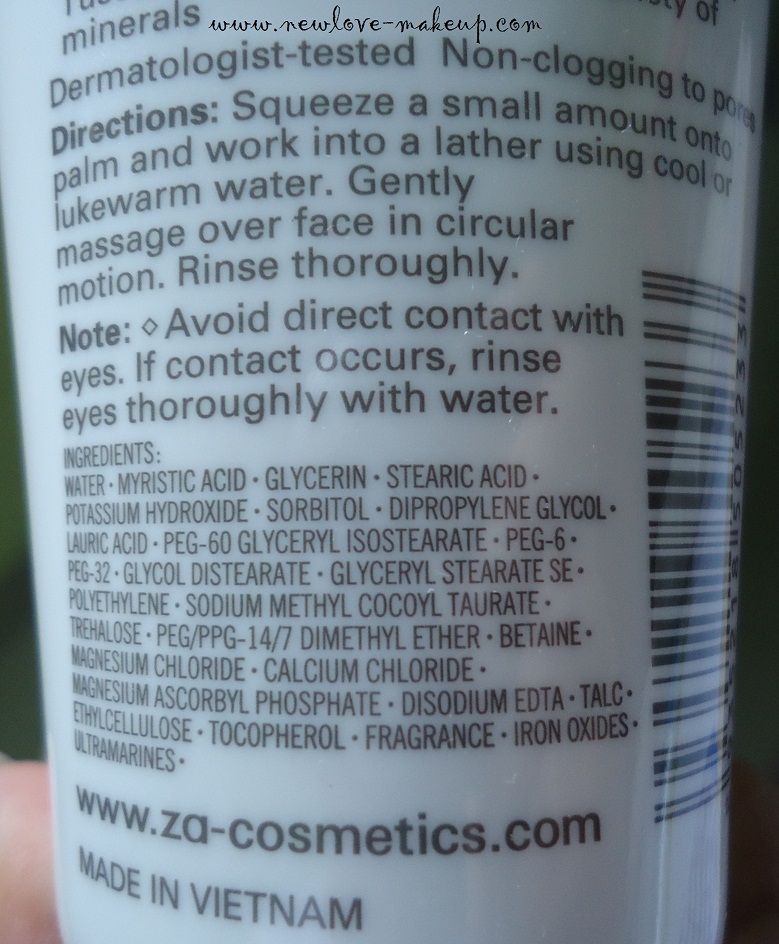 www.newlove-makeup.com
ty of
minerals
Dermatologist-tested Non-clogging to pores
Directions: Squeeze a small amount onto
palm and work into a lather using cool or
lukewarm water. Gently
massage over face in circular
motion. Rinse thoroughly.
Note: ◇Avoid direct contact with
eyes. If contact occurs, rinse
eyes thoroughly with water.
INGREDIENTS:
WATER・MYRISTIC ACID・GLYCERIN・STEARIC ACID・
POTASSIUM HYDROXIDE・SORBITOL・DIPROPYLENE GLYCOL・
LAURIC ACID・PEG-60 GLYCERYL ISOSTEARATE・PEG-6・
PEG-32・GLYCOL DISTEARATE・GLYCERYL STEARATE SE・
POLYETHYLENE・SODIUM METHYL COCOYL TAURATE・
TREHALOSE・PEG/PPG-14/7 DIMETHYL ETHER・BETAINE・
MAGNESIUM CHLORIDE・CALCIUM CHLORIDE・
MAGNESIUM ASCORBYL PHOSPHATE・DISODIUM EDTA・TALC・
ETHYLCELLULOSE・TOCOPHEROL・FRAGRANCE・IRON OXIDES・
ULTRAMARINES・
www.za-cosmetics.com
MADE IN VIETNAM